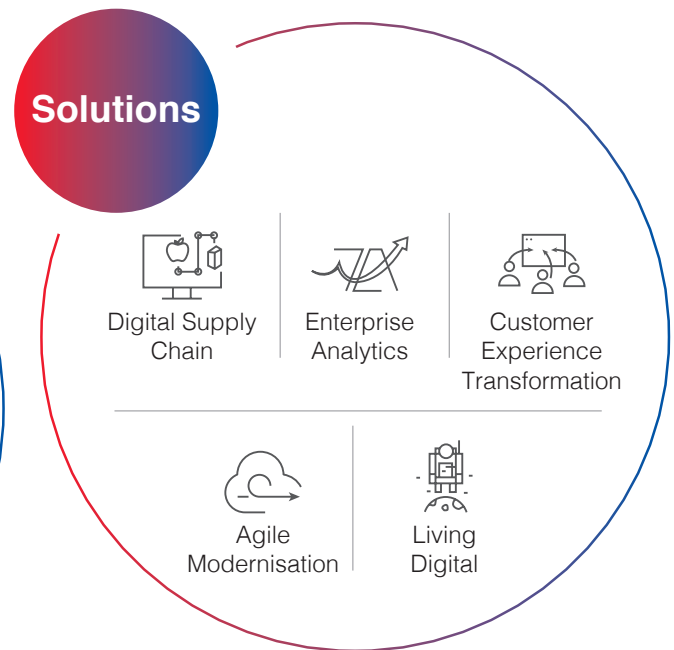 Solutions
Digital Supply
Chain
Enterprise
Analytics
Customer
Experience
Transformation
Agile
Modernisation
Living
Digital